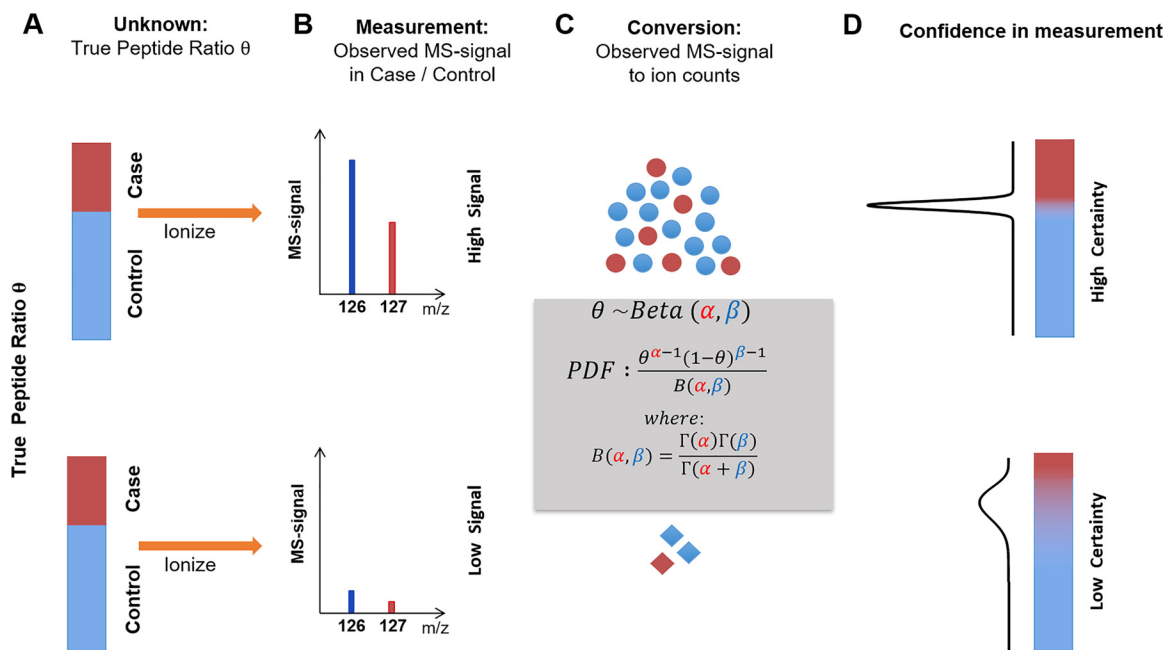 A
Unknown:
True Peptide Ratio θ
B
Measurement:
Observed MS-signal
in Case / Control
C
Conversion:
Observed MS-signal
to ion counts
D
Confidence in measurement
True Peptide Ratio θ
Case
Control
Ionize
MS-signal
126 127 m/z
High Signal
High Certainty
θ ~Beta (α,β)
PDF : θ^α−1(1−θ)^β−1 / B(α,β)
where:
B(α,β) = Γ(α)Γ(β) / Γ(α + β)
Case
Control
Ionize
MS-signal
126 127 m/z
Low Signal
Low Certainty